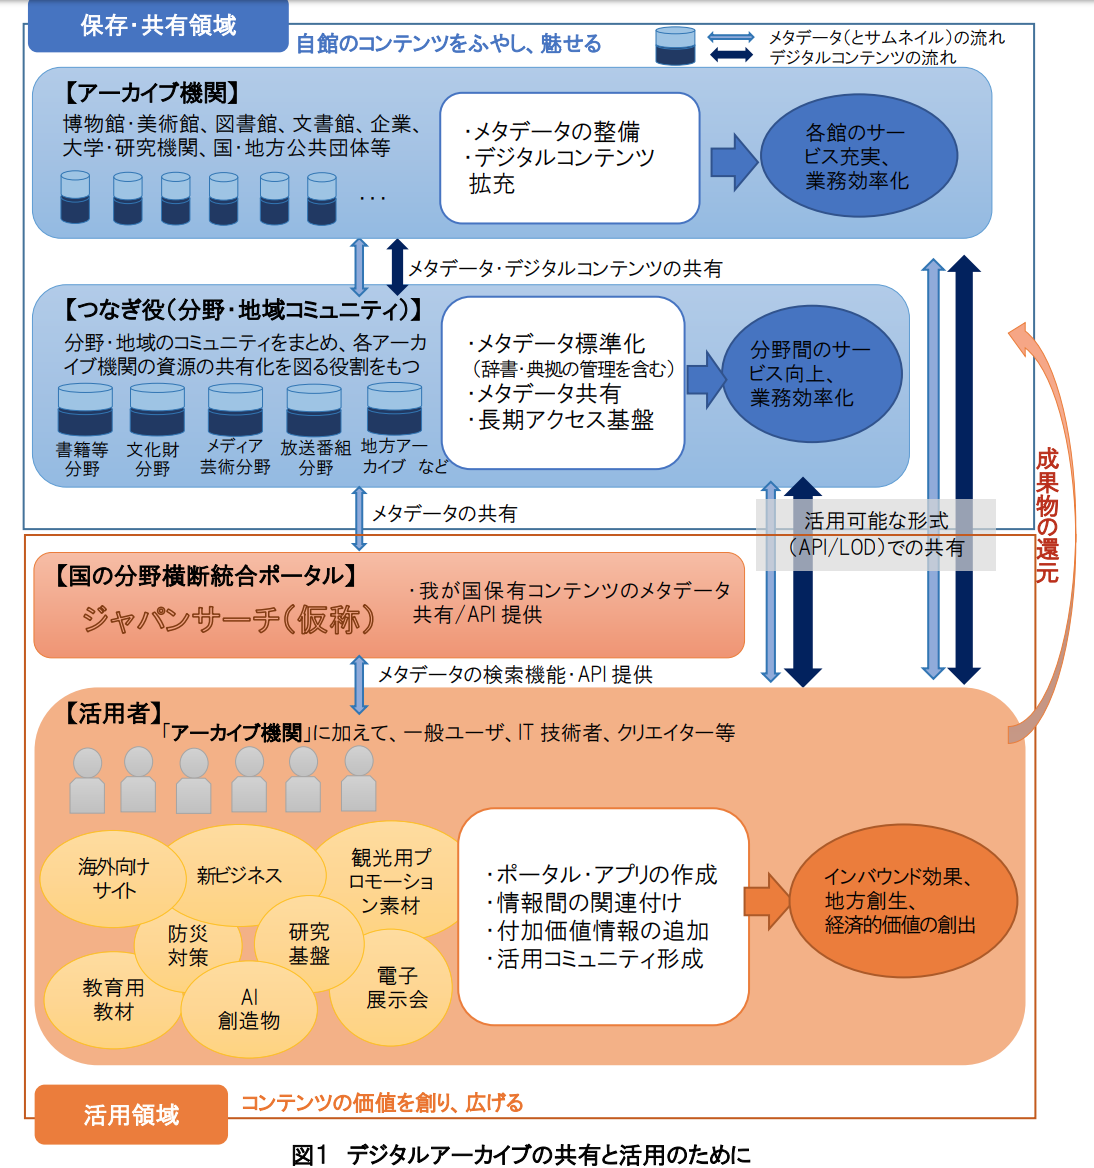 保存・共有領域
自館のコンテンツをふやし、魅せる
メタデータ（とサムネイル）の流れ
デジタルコンテンツの流れ
【アーカイブ機関】
博物館・美術館、図書館、文書館、企業、
大学・研究機関、国・地方公共団体等
・・・
・メタデータの整備
・デジタルコンテンツ
拡充
各館のサー
ビス充実、
業務効率化
メタデータ・デジタルコンテンツの共有
【つなぎ役（分野・地域コミュニティ）】
分野・地域のコミュニティをまとめ、各アーカ
イブ機関の資源の共有化を図る役割をもつ
書籍等
分野
文化財
分野
メディア
芸術分野
放送番組
分野
地方アー
カイブ など
・メタデータ標準化
（辞書・典拠の管理を含む）
・メタデータ共有
・長期アクセス基盤
分野間のサー
ビス向上、
業務効率化
メタデータの共有
活用可能な形式
（API/LOD）での共有
成果物の還元
【国の分野横断統合ポータル】
ジャパンサーチ（仮称）
・我が国保有コンテンツのメタデータ
共有/API 提供
メタデータの検索機能・API 提供
【活用者】
「アーカイブ機関」に加えて、一般ユーザ、IT 技術者、クリエイター等
海外向け
サイト
新ビジネス
観光用プ
ロモーショ
ン素材
防災
対策
研究
基盤
教育用
教材
AI
創造物
電子
展示会
・ポータル・アプリの作成
・情報間の関連付け
・付加価値情報の追加
・活用コミュニティ形成
インバウンド効果、
地方創生、
経済的価値の創出
活用領域
コンテンツの価値を創り、広げる
図１ デジタルアーカイブの共有と活用のために